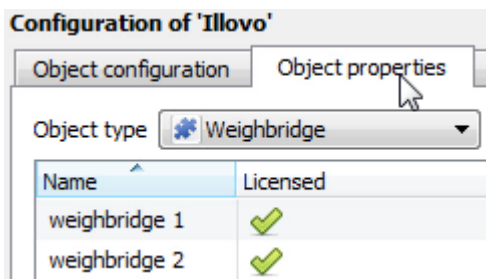 Configuration of 'Illovo'
Object configuration Object properties
Object type Weighbridge
Name Licensed
weighbridge 1
weighbridge 2